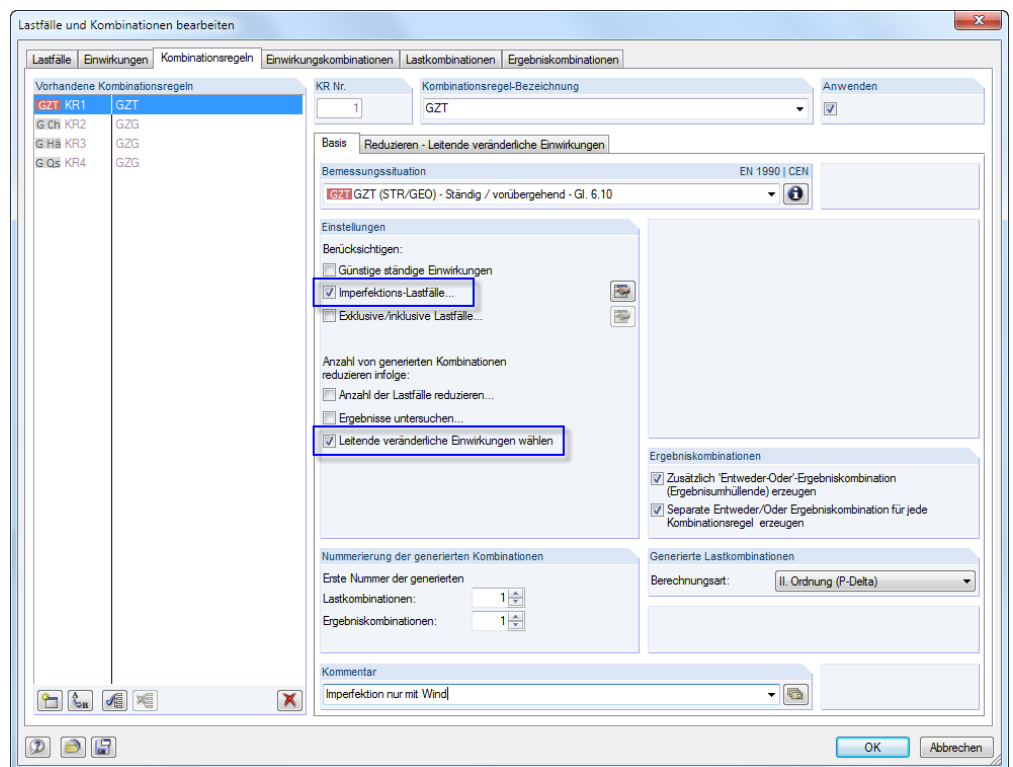 Lastfälle und Kombinationen bearbeiten
Lastfälle Einwirkungen Kombinationsregeln Einwirkungskombinationen Lastkombinationen Ergebniskombinationen
Vorhandene Kombinationsregeln
GZT KR1 GZT
G Ch KR2 GZG
G Hä KR3 GZG
G Qs KR4 GZG
KR Nr.
1
Kombinationsregel-Bezeichnung
GZT
Anwenden
Basis Reduzieren - Leitende veränderliche Einwirkungen
Bemessungssituation EN 1990 | CEN
GZT GZT (STR/GEO) - Ständig / vorübergehend - Gl. 6.10
Einstellungen
Berücksichtigen:
Günstige ständige Einwirkungen
Imperfektions-Lastfälle...
Exklusive/inklusive Lastfälle...
Anzahl von generierten Kombinationen
reduzieren infolge:
Anzahl der Lastfälle reduzieren...
Ergebnisse untersuchen...
Leitende veränderliche Einwirkungen wählen
Ergebniskombinationen
Zusätzlich 'Entweder-Oder'-Ergebniskombination
(Ergebnisumhüllende) erzeugen
Separate Entweder/Oder Ergebniskombination für jede
Kombinationsregel erzeugen
Nummerierung der generierten Kombinationen
Erste Nummer der generierten
Lastkombinationen: 1
Ergebniskombinationen: 1
Generierte Lastkombinationen
Berechnungsart: II. Ordnung (P-Delta)
Kommentar
Imperfektion nur mit Wind
OK Abbrechen